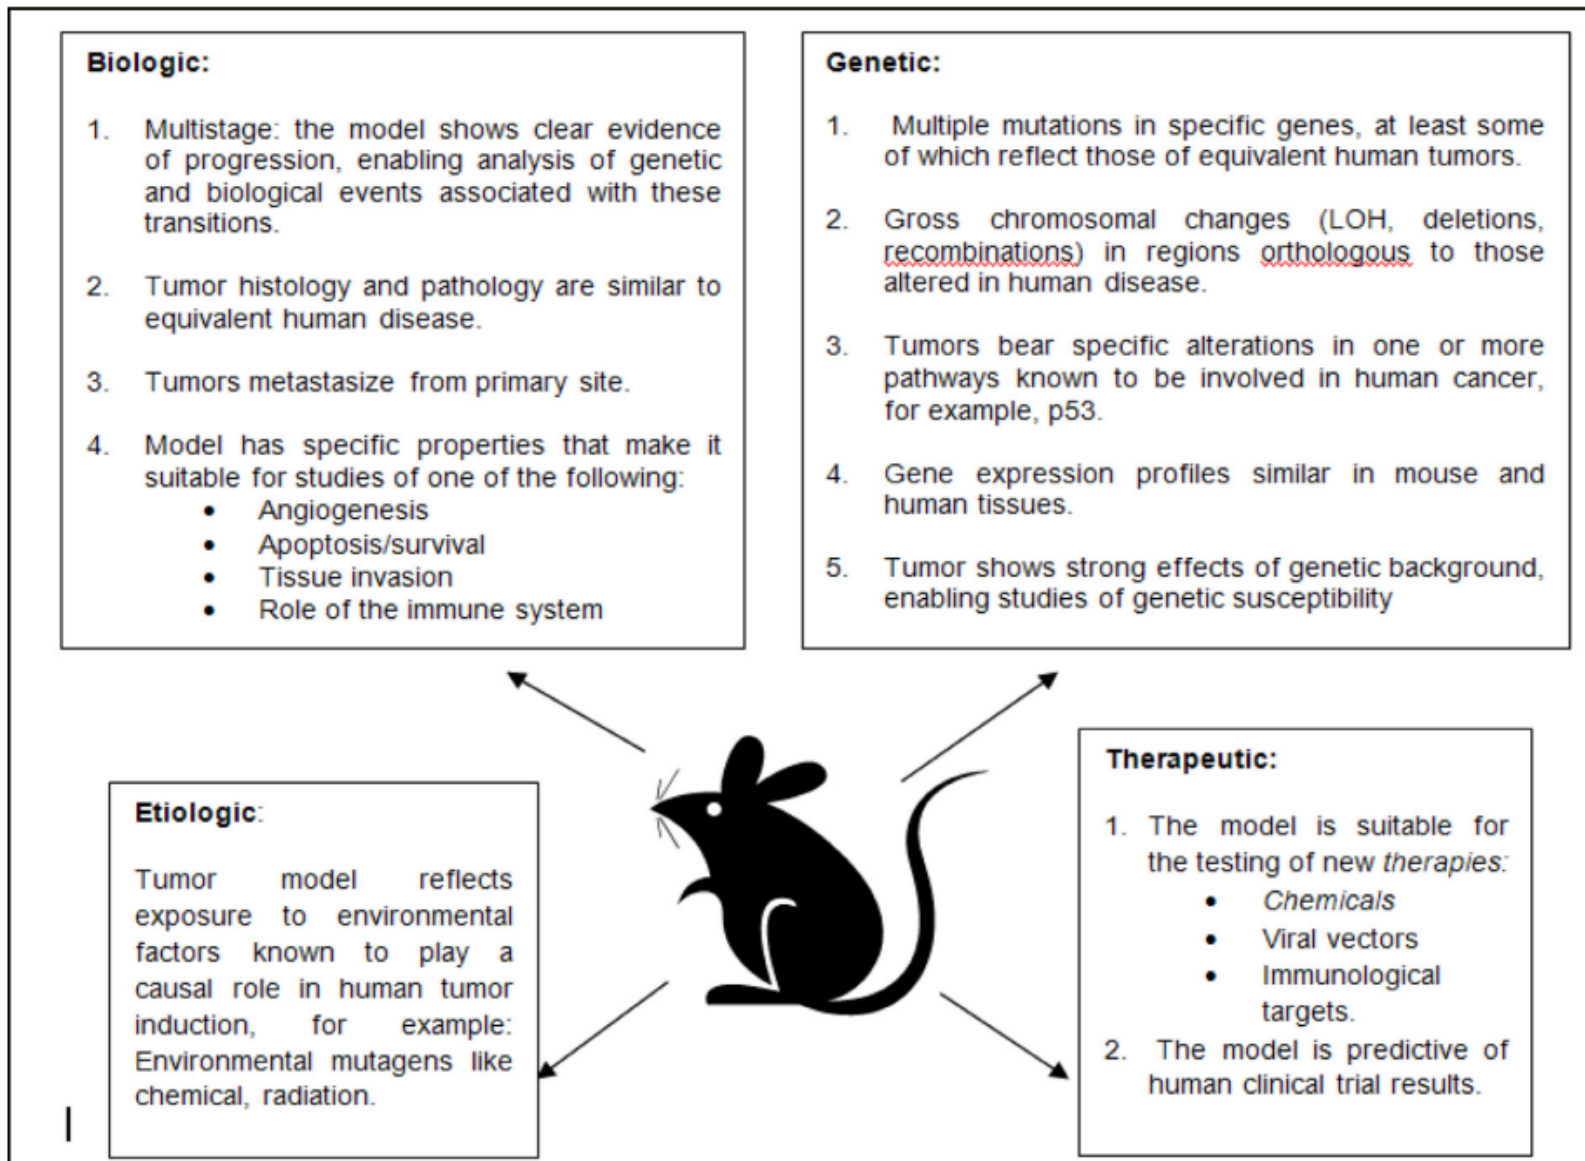 Biologic:
1. Multistage: the model shows clear evidence
of progression, enabling analysis of genetic
and biological events associated with these
transitions.
2. Tumor histology and pathology are similar to
equivalent human disease.
3. Tumors metastasize from primary site.
4. Model has specific properties that make it
suitable for studies of one of the following:
• Angiogenesis
• Apoptosis/survival
• Tissue invasion
• Role of the immune system
Genetic:
1. Multiple mutations in specific genes, at least some
of which reflect those of equivalent human tumors.
2. Gross chromosomal changes (LOH, deletions,
recombinations) in regions orthologous to those
altered in human disease.
3. Tumors bear specific alterations in one or more
pathways known to be involved in human cancer,
for example, p53.
4. Gene expression profiles similar in mouse and
human tissues.
5. Tumor shows strong effects of genetic background,
enabling studies of genetic susceptibility
Etiologic:
Tumor model reflects
exposure to environmental
factors known to play a
causal role in human tumor
induction, for example:
Environmental mutagens like
chemical, radiation.
Therapeutic:
1. The model is suitable for
the testing of new therapies:
• Chemicals
• Viral vectors
• Immunological
targets.
2. The model is predictive of
human clinical trial results.